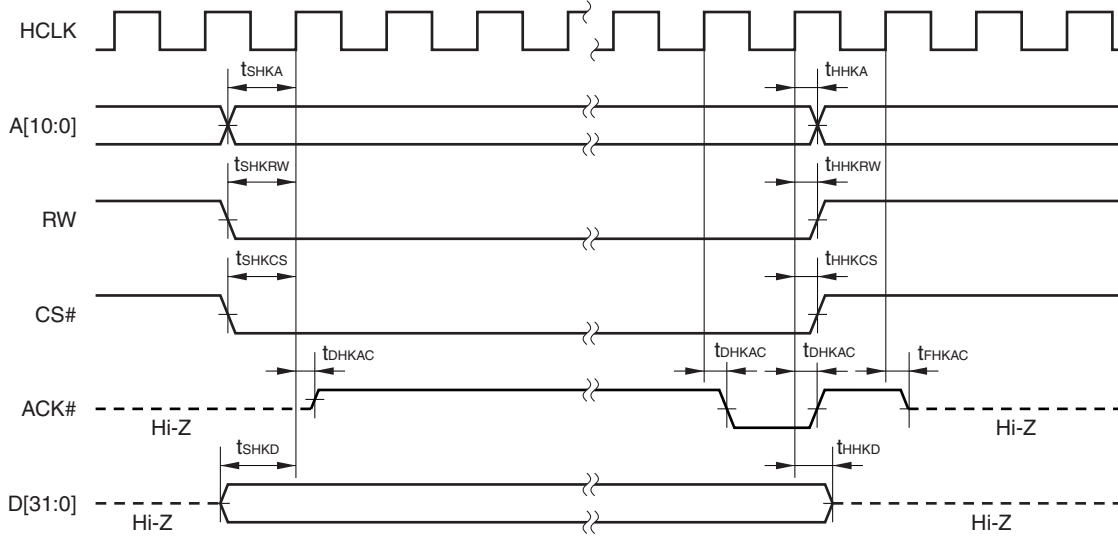 HCLK
tSHKA
tHHKA
A[10:0]
tSHKRW
tHHKRW
RW
tSHKCS
tHHKCS
CS#
tDHKAC
tDHKAC
tDHKAC
tFHKAC
ACK#
Hi-Z
Hi-Z
tSHKD
tHHKD
D[31:0]
Hi-Z
Hi-Z